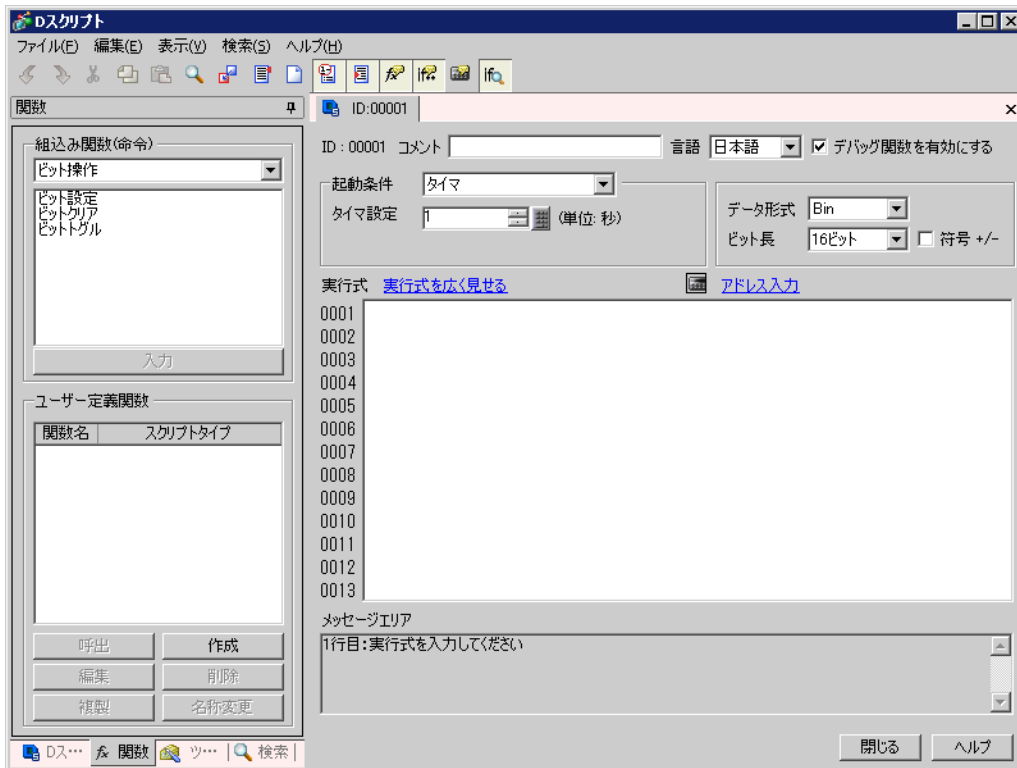 Dスクリプト
ファイル(F) 編集(E) 表示(V) 検索(S) ヘルプ(H)
関数
ID:00001
組込み関数(命令)
ビット操作
ビット設定
ビットクリア
ビットトグル
入力
ユーザー定義関数
関数名 スクリプトタイプ
呼出 作成
編集 削除
複製 名称変更
Dス… 関数 ツ… 検索
ID : 00001 コメント 言語 日本語 デバッグ関数を有効にする
起動条件 タイマ
タイマ設定 1 (単位: 秒)
データ形式 Bin
ビット長 16ビット 符号 +/-
実行式 実行式を広く見せる アドレス入力
0001
0002
0003
0004
0005
0006
0007
0008
0009
0010
0011
0012
0013
メッセージエリア
1行目:実行式を入力してください
閉じる ヘルプ